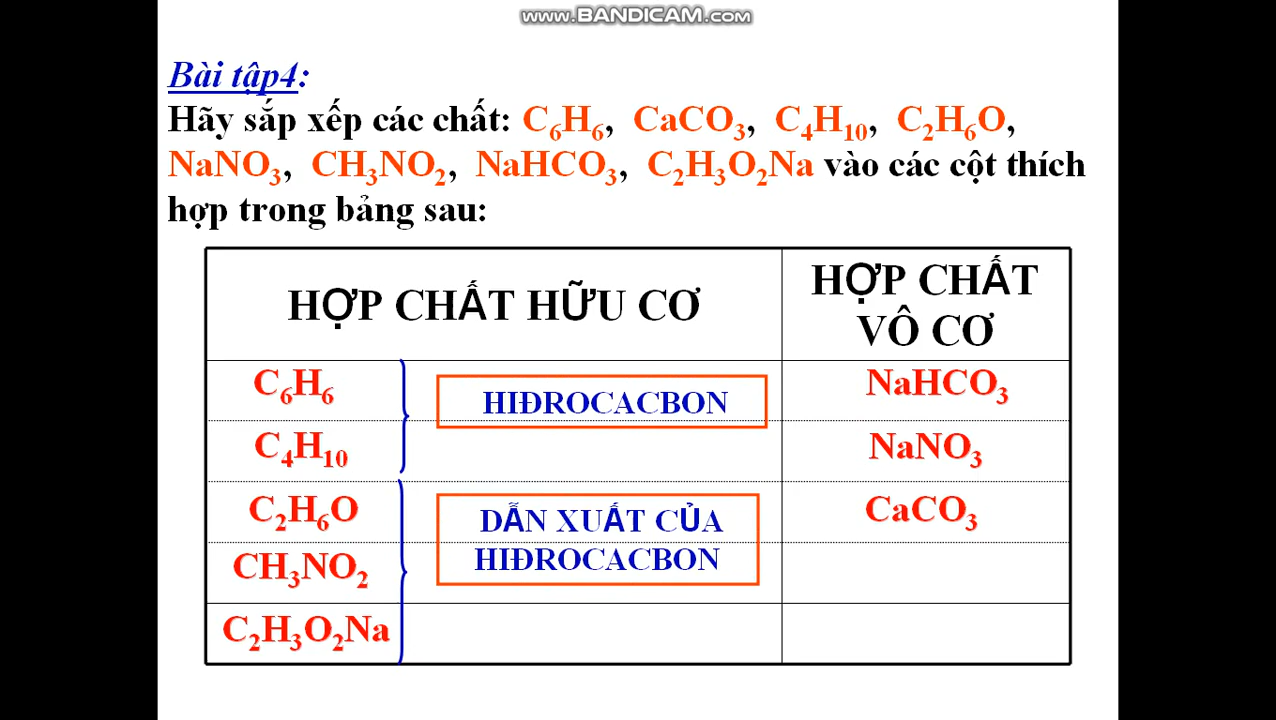 WWW.BANDICAM.COM
Bài tập4:
Hãy sắp xếp các chất: C₆H₆, CaCO₃, C₄H₁₀, C₂H₆O,
NaNO₃, CH₃NO₂, NaHCO₃, C₂H₃O₂Na vào các cột thích
hợp trong bảng sau:
HỢP CHẤT HỮU CƠ
HỢP CHẤT
VÔ CƠ
C₆H₆
HIĐROCACBON
NaHCO₃
C₄H₁₀
NaNO₃
C₂H₆O
DẪN XUẤT CỦA
CaCO₃
CH₃NO₂
HIĐROCACBON
C₂H₃O₂Na